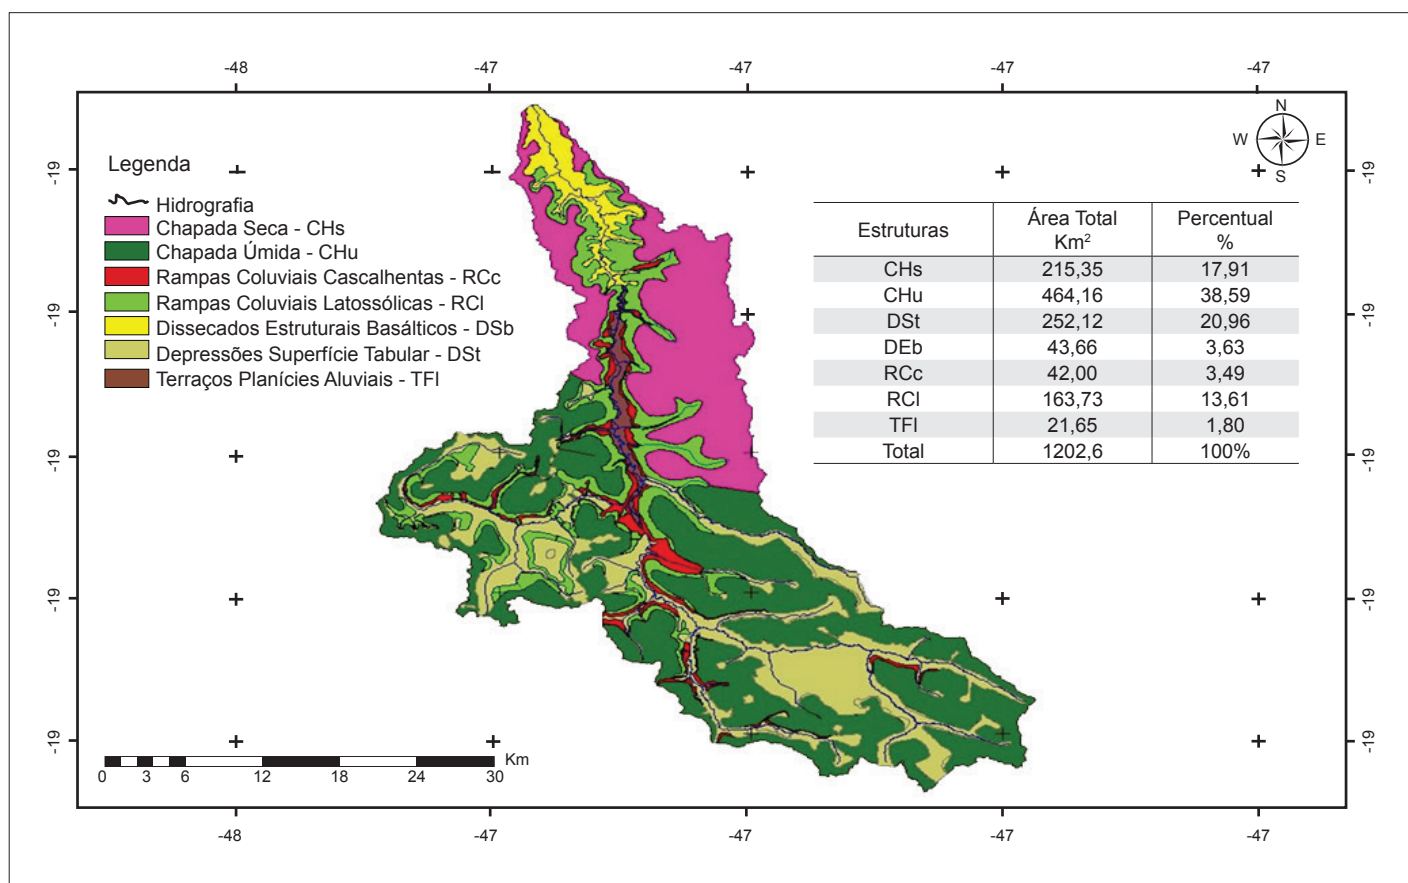 -48 -47 -47 -47 -47
N
W E
S
-19 -19
Legenda
Hidrografia
Chapada Seca - CHs
Chapada Úmida - CHu
Rampas Coluviais Cascalhentas - RCc
Rampas Coluviais Latossólicas - RCl
Dissecados Estruturais Basálticos - DSb
Depressões Superfície Tabular - DSt
Terraços Planícies Aluviais - TFl
Estruturas Área Total Km² Percentual %
CHs 215,35 17,91
CHu 464,16 38,59
DSt 252,12 20,96
DEb 43,66 3,63
RCc 42,00 3,49
RCl 163,73 13,61
TFl 21,65 1,80
Total 1202,6 100%
-19 -19
-19 -19
-19 -19
-19 -19
Km
0 3 6 12 18 24 30
-48 -47 -47 -47 -47